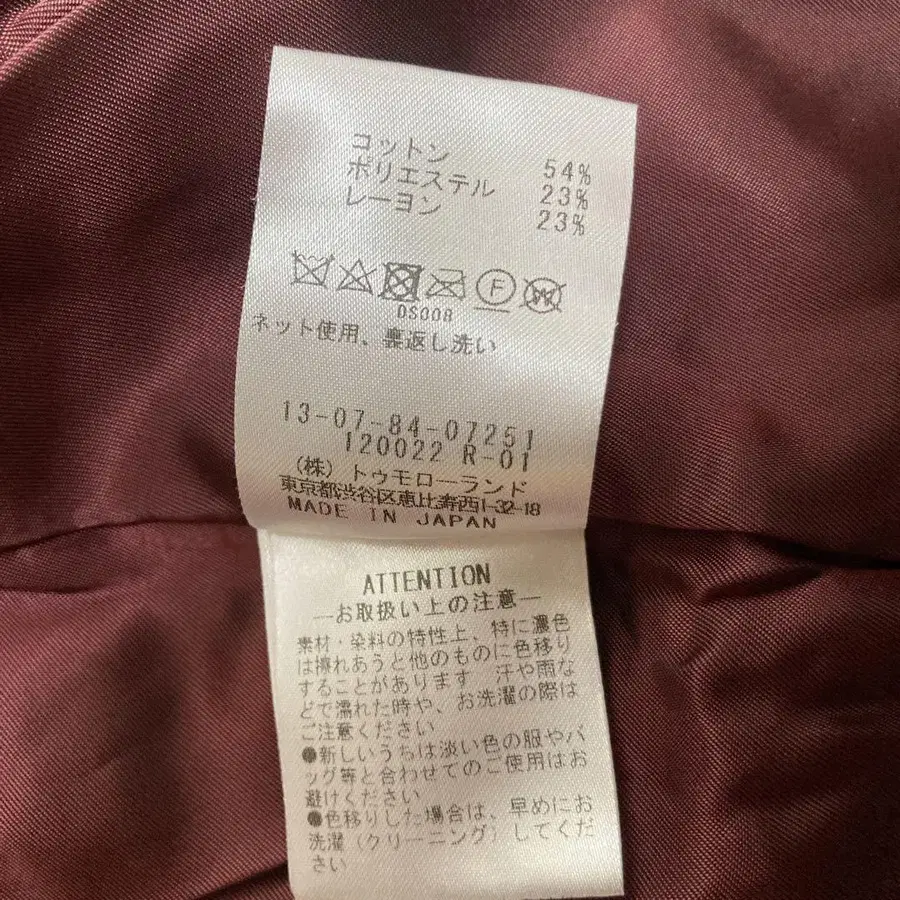 コットン 54%
ポリエステル 23%
レーヨン 23%
F W
DS008
ネット使用、裏返し洗い
13-07-84-07251
120022 R-01
(株) トゥモローランド
東京都渋谷区恵比寿西1-32-18
MADE IN JAPAN
ATTENTION
―お取扱い上の注意―
素材・染料の特性上、特に濃色
は擦れあうと他のものに色移り
することがあります 汗や雨な
どで濡れた時や、お洗濯の際は
ご注意ください
●新しいうちは淡い色の服やバ
ッグ等と合わせてのご使用はお
避けください
●色移りした場合は、早めにお
洗濯(クリーニング)してくだ
さい